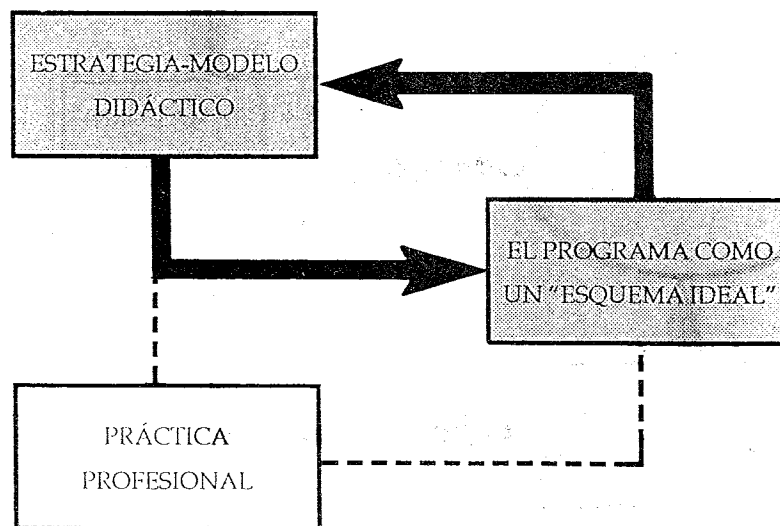 ESTRATEGIA-MODELO
DIDÁCTICO
EL PROGRAMA COMO
UN "ESQUEMA IDEAL"
PRÁCTICA
PROFESIONAL